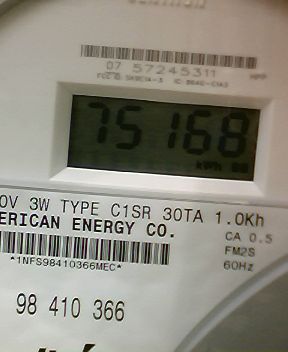 07 57245311
75168
kWh 88
0V 3W TYPE C1SR 30TA 1.0Kh
ERICAN ENERGY CO.
CA 0.5
FM2S
60Hz
*1NFS98410366MEC*
98 410 366